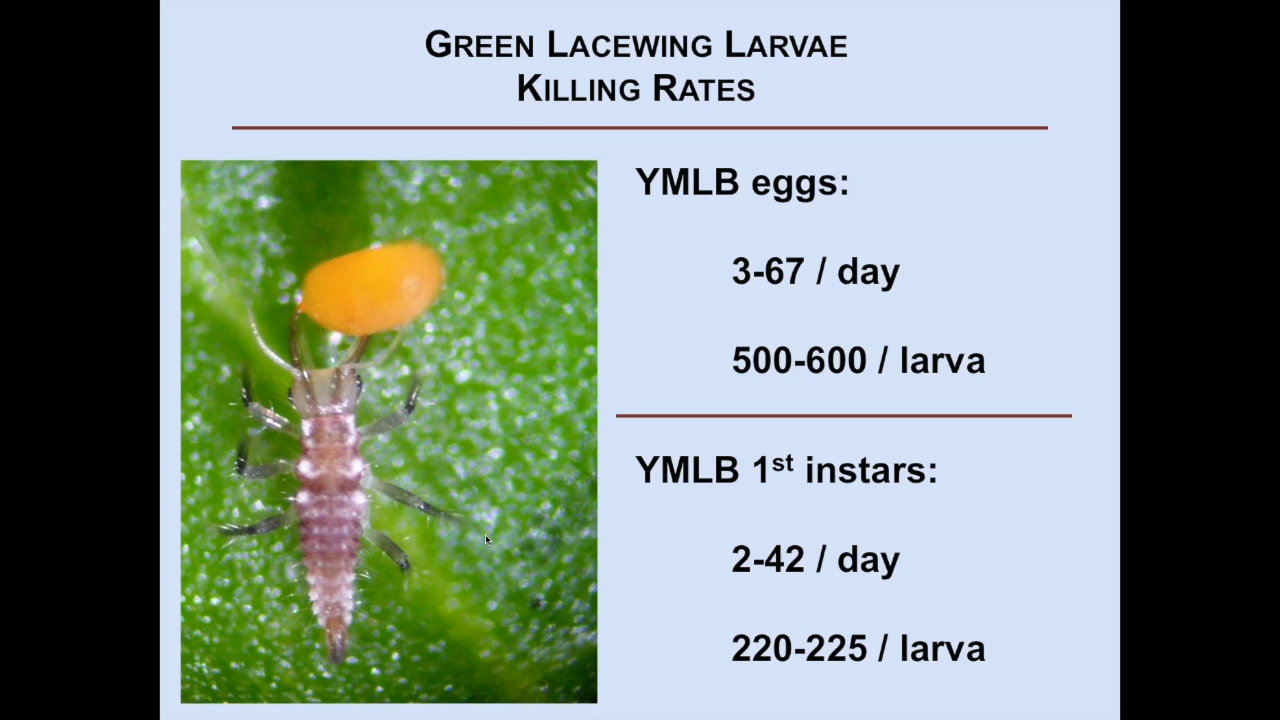 Green Lacewing Larvae
Killing Rates
YMLB eggs:
3-67 / day
500-600 / larva
YMLB 1st instars:
2-42 / day
220-225 / larva